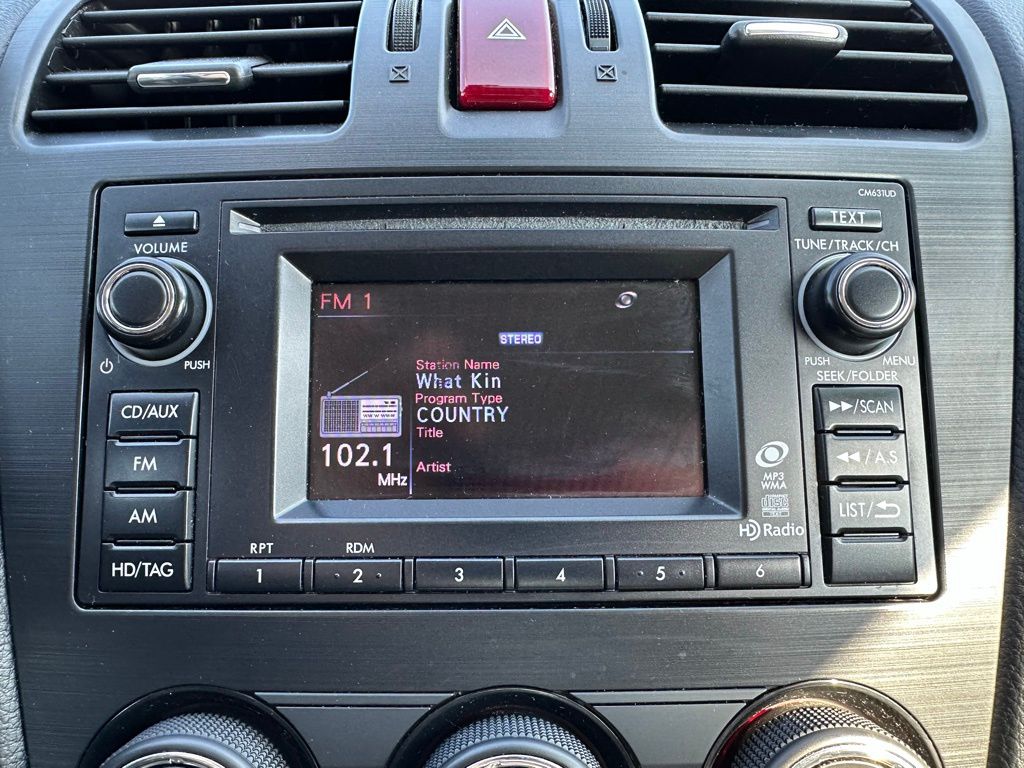 CM631UD
TEXT
VOLUME
TUNE/TRACK/CH
PUSH
PUSH MENU
SEEK/FOLDER
FM 1
STEREO
Station Name
What Kin
Program Type
COUNTRY
Title
102.1
MHz
Artist
CD/AUX
FM
AM
HD/TAG
SCAN
/ A.S
LIST/
MP3
WMA
HD Radio
RPT RDM
1 2 3 4 5 6